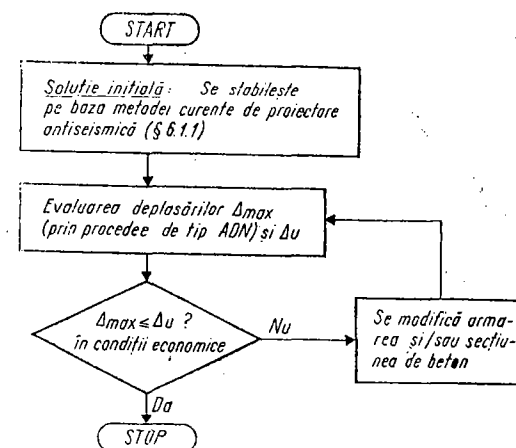 START
Soluție inițială: Se stabilește
pe baza metodei curente de proiectare
antiseismică (§ 6.1.1)
Evaluarea deplasărilor Δmax
(prin procedee de tip ADN) și Δu
Δmax ≤ Δu ?
în condiții economice
Nu
Se modifică arma-
rea și/sau secțiu-
nea de beton
Da
STOP